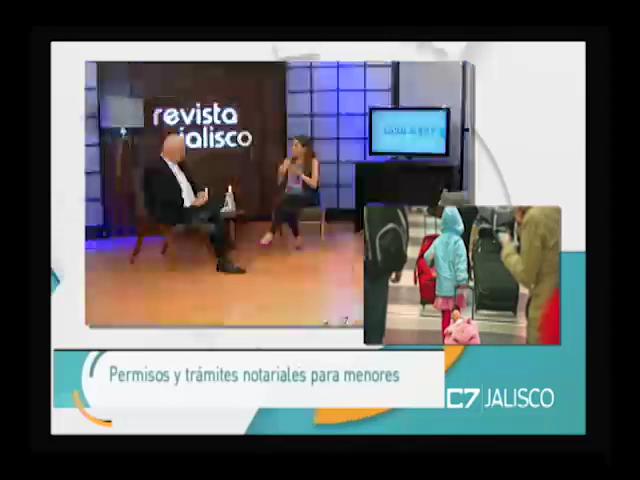 revista
jalisco
Permisos y trámites notariales para menores
C7 JALISCO